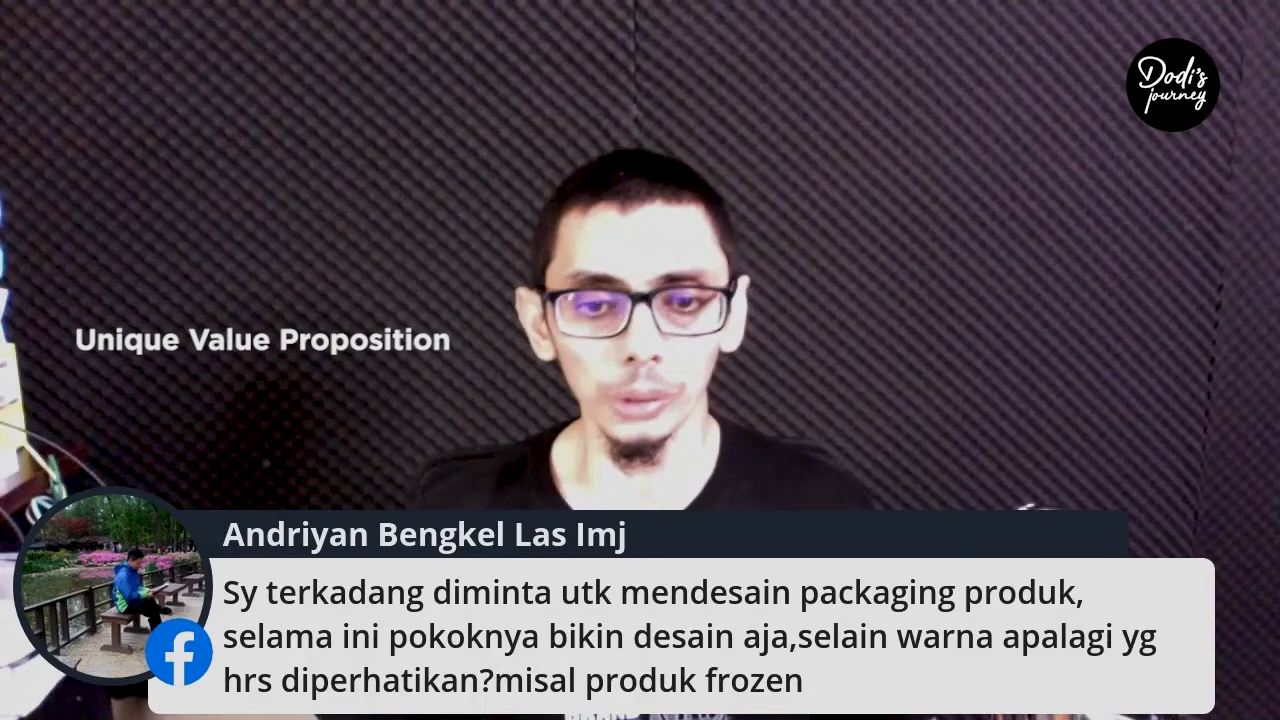 Dodi's
journey
Unique Value Proposition
Andriyan Bengkel Las Imj
Sy terkadang diminta utk mendesain packaging produk,
selama ini pokoknya bikin desain aja,selain warna apalagi yg
hrs diperhatikan?misal produk frozen